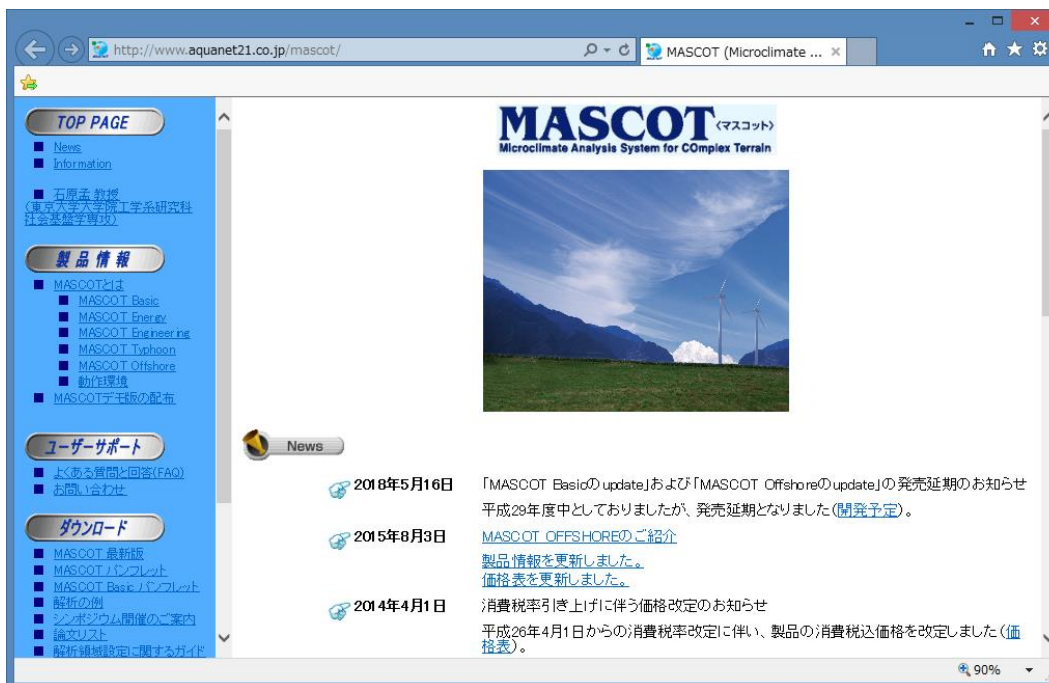 http://www.aquanet21.co.jp/mascot/
MASCOT (Microclimate ...
TOP PAGE
News
Information
石原孟 教授
(東京大学大学院工学系研究科
社会基盤学専攻)
製品情報
MASCOTとは
MASCOT Basic
MASCOT Energy
MASCOT Engineering
MASCOT Typhoon
MASCOT Offshore
動作環境
MASCOTデモ版の配布
ユーザーサポート
よくある質問と回答(FAQ)
お問い合わせ
ダウンロード
MASCOT 最新版
MASCOT パンフレット
MASCOT Basic パンフレット
解析の例
シンポジウム開催のご案内
論文リスト
解析領域設定に関するガイド
MASCOT〈マスコット〉
Microclimate Analysis System for COmplex Terrain
News
2018年5月16日 「MASCOT Basicの update」および「MASCOT Offshoreの update」の発売延期のお知らせ
平成29年度中としておりましたが、発売延期となりました(開発予定)。
2015年8月3日 MASCOT OFFSHOREのご紹介
製品情報を更新しました。
価格表を更新しました。
2014年4月1日 消費税率引き上げに伴う価格改定のお知らせ
平成26年4月1日からの消費税率改定に伴い、製品の消費税込価格を改定しました(価
格表)。
90%